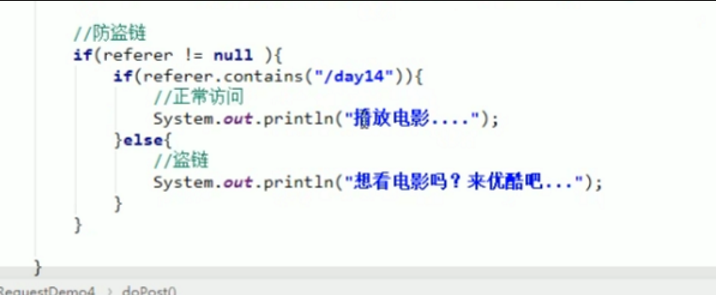 //防盗链
if(referer != null ){
if(referer.contains("/day14")){
//正常访问
System.out.println("播放电影....");
}else{
//盗链
System.out.println("想看电影吗？来优酷吧...");
}
}
}
RequestDemo4 > doPost()